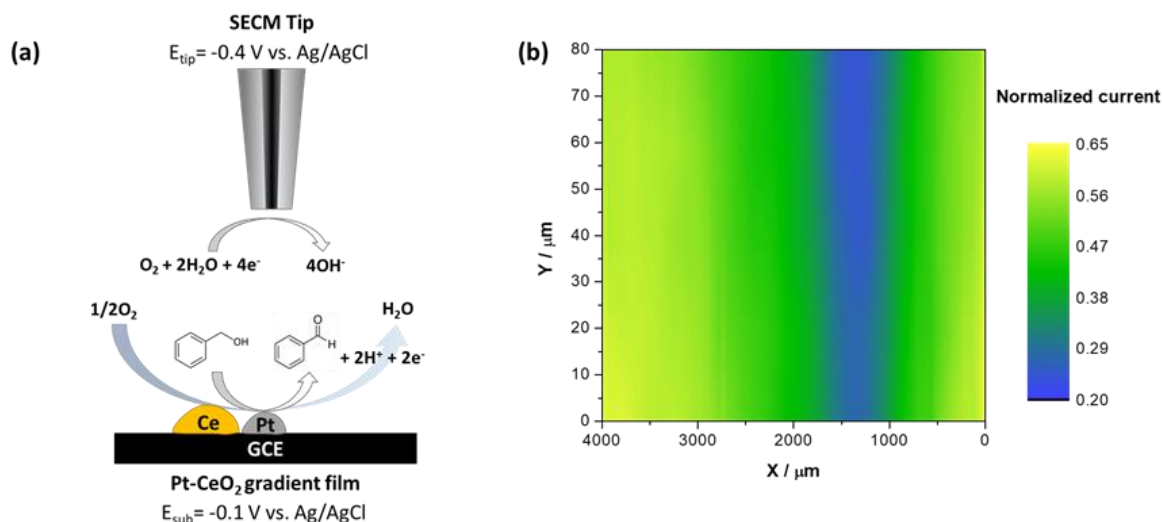 (a)
SECM Tip
E_tip= -0.4 V vs. Ag/AgCl
O₂ + 2H₂O + 4e⁻
4OH⁻
1/2O₂
H₂O
OH
O
H
+ 2H⁺ + 2e⁻
Ce
Pt
GCE
Pt-CeO₂ gradient film
E_sub= -0.1 V vs. Ag/AgCl
(b)
80
70
60
50
40
30
20
10
0
Y / μm
4000
3000
2000
1000
0
X / μm
Normalized current
0.65
0.56
0.47
0.38
0.29
0.20